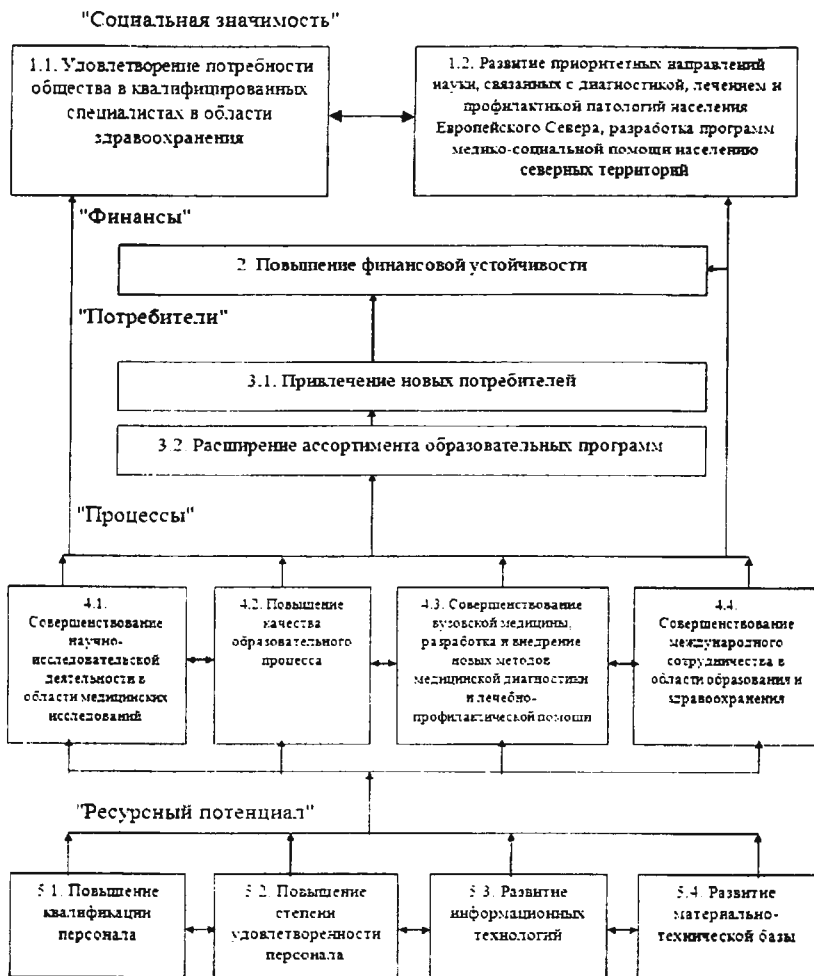 "Социальная значимость"
1.1. Удовлетворение потребности
общества в квалифицированных
специалистах в области
здравоохранения
1.2. Развитие приоритетных направлений
науки, связанных с диагностикой, лечением и
профилактикой патологий населения
Европейского Севера, разработка программ
медико-социальной помощи населению
северных территорий
"Финансы"
2. Повышение финансовой устойчивости
"Потребители"
3.1. Привлечение новых потребителей
3.2. Расширение ассортимента образовательных программ
"Процессы"
4.1.
Совершенствование
научно-
исследовательской
деятельности в
области медицинских
исследований
4.2. Повышение
качества
образовательного
процесса
4.3. Совершенствование
вузовской медицины,
разработка и внедрение
новых методов
медицинской диагностики
и лечебно-
профилактической помощи
4.4.
Совершенствование
международного
сотрудничества в
области образования и
здравоохранения
"Ресурсный потенциал"
5.1. Повышение
квалификации
персонала
5.2. Повышение
степени
удовлетворенности
персонала
5.3. Развитие
информационных
технологий
5.4. Развитие
материально-
технической базы